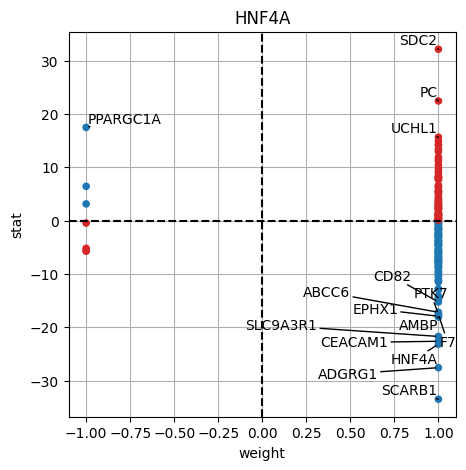 HNF4A
SDC2
PC
UCHL1
PPARGC1A
CD82
PTK7
ABCC6
EPHX1
AMBP
SLC9A3R1
CEACAM1
F7
HNF4A
ADGRG1
SCARB1
stat
30
20
10
0
−10
−20
−30
−1.00 −0.75 −0.50 −0.25 0.00 0.25 0.50 0.75 1.00
weight